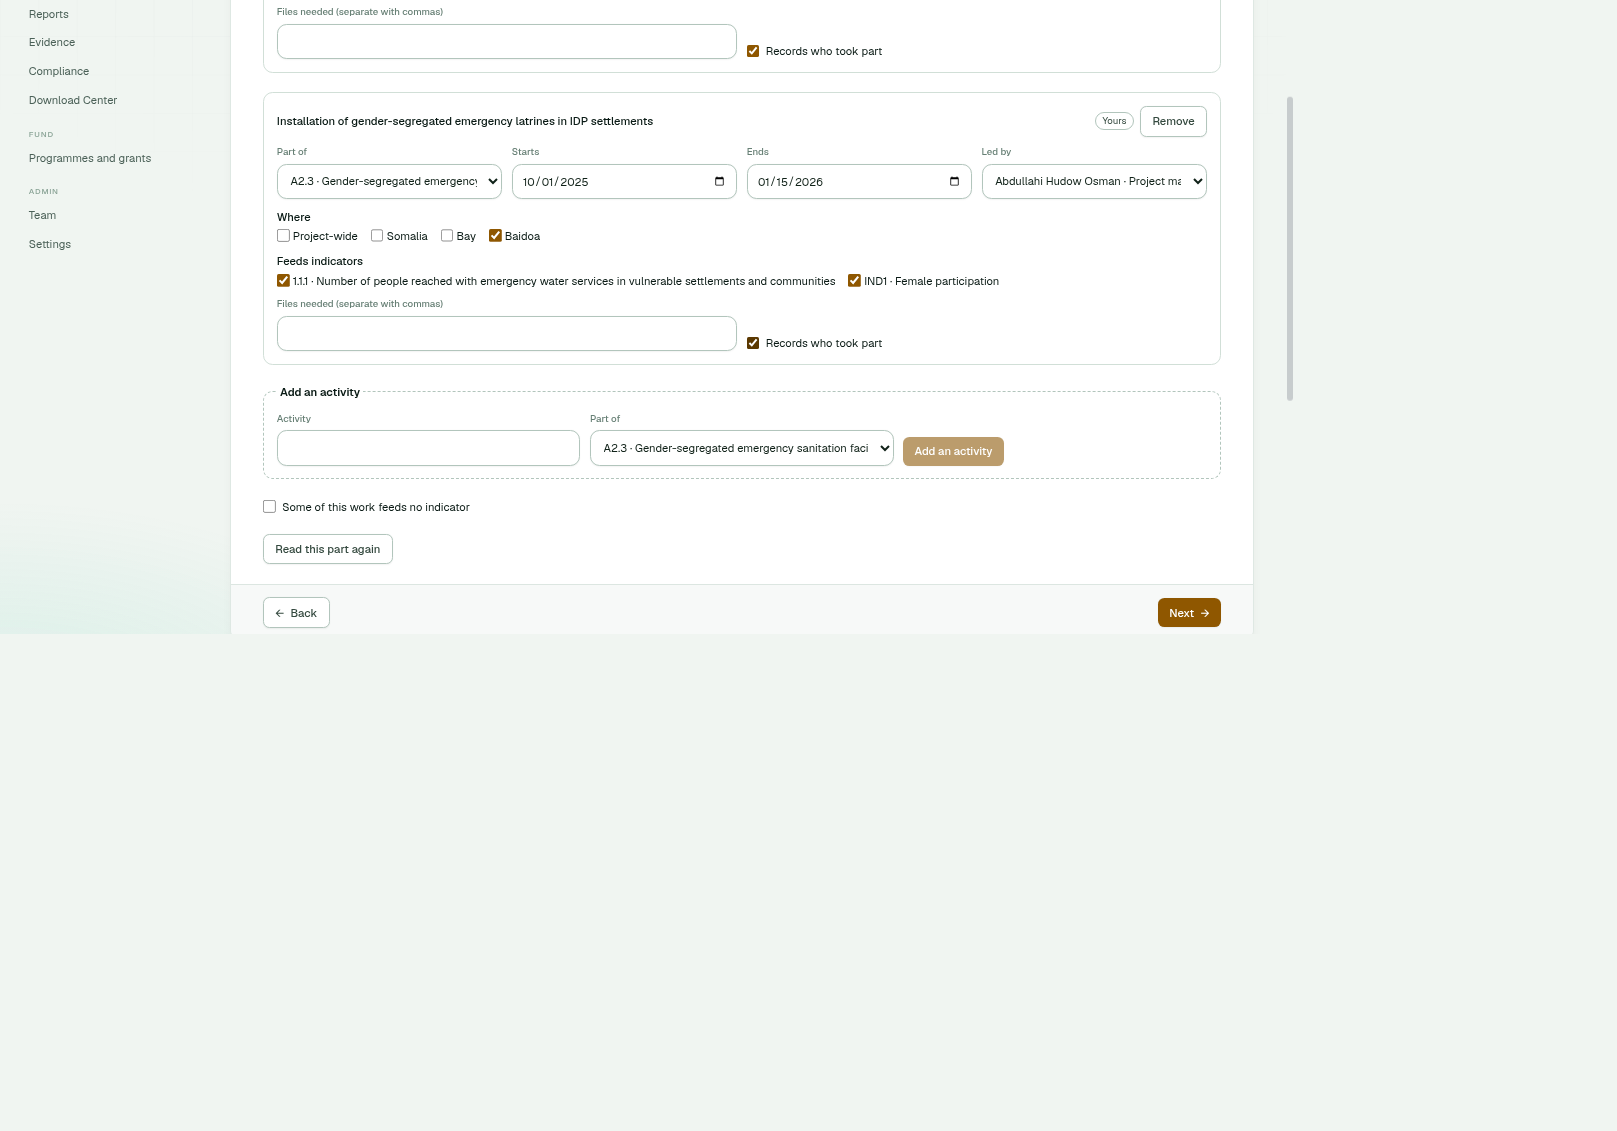 Reports
Evidence
Compliance
Download Center
FUND
Programmes and grants
ADMIN
Team
Settings
Files needed (separate with commas)
Records who took part
Installation of gender-segregated emergency latrines in IDP settlements
Yours
Remove
Part of
Starts
Ends
Led by
A2.3 · Gender-segregated emergency
10/01/2025
01/15/2026
Abdullahi Hudow Osman · Project ma
Where
Project-wide
Somalia
Bay
Baidoa
Feeds indicators
1.1.1 · Number of people reached with emergency water services in vulnerable settlements and communities
IND1 · Female participation
Files needed (separate with commas)
Records who took part
Add an activity
Activity
Part of
A2.3 · Gender-segregated emergency sanitation faci
Add an activity
Some of this work feeds no indicator
Read this part again
← Back
Next →